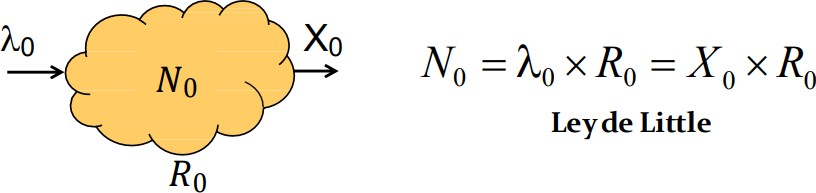 λ0
X0
N0
R0
N0 = λ0 × R0 = X0 × R0
Ley de Little